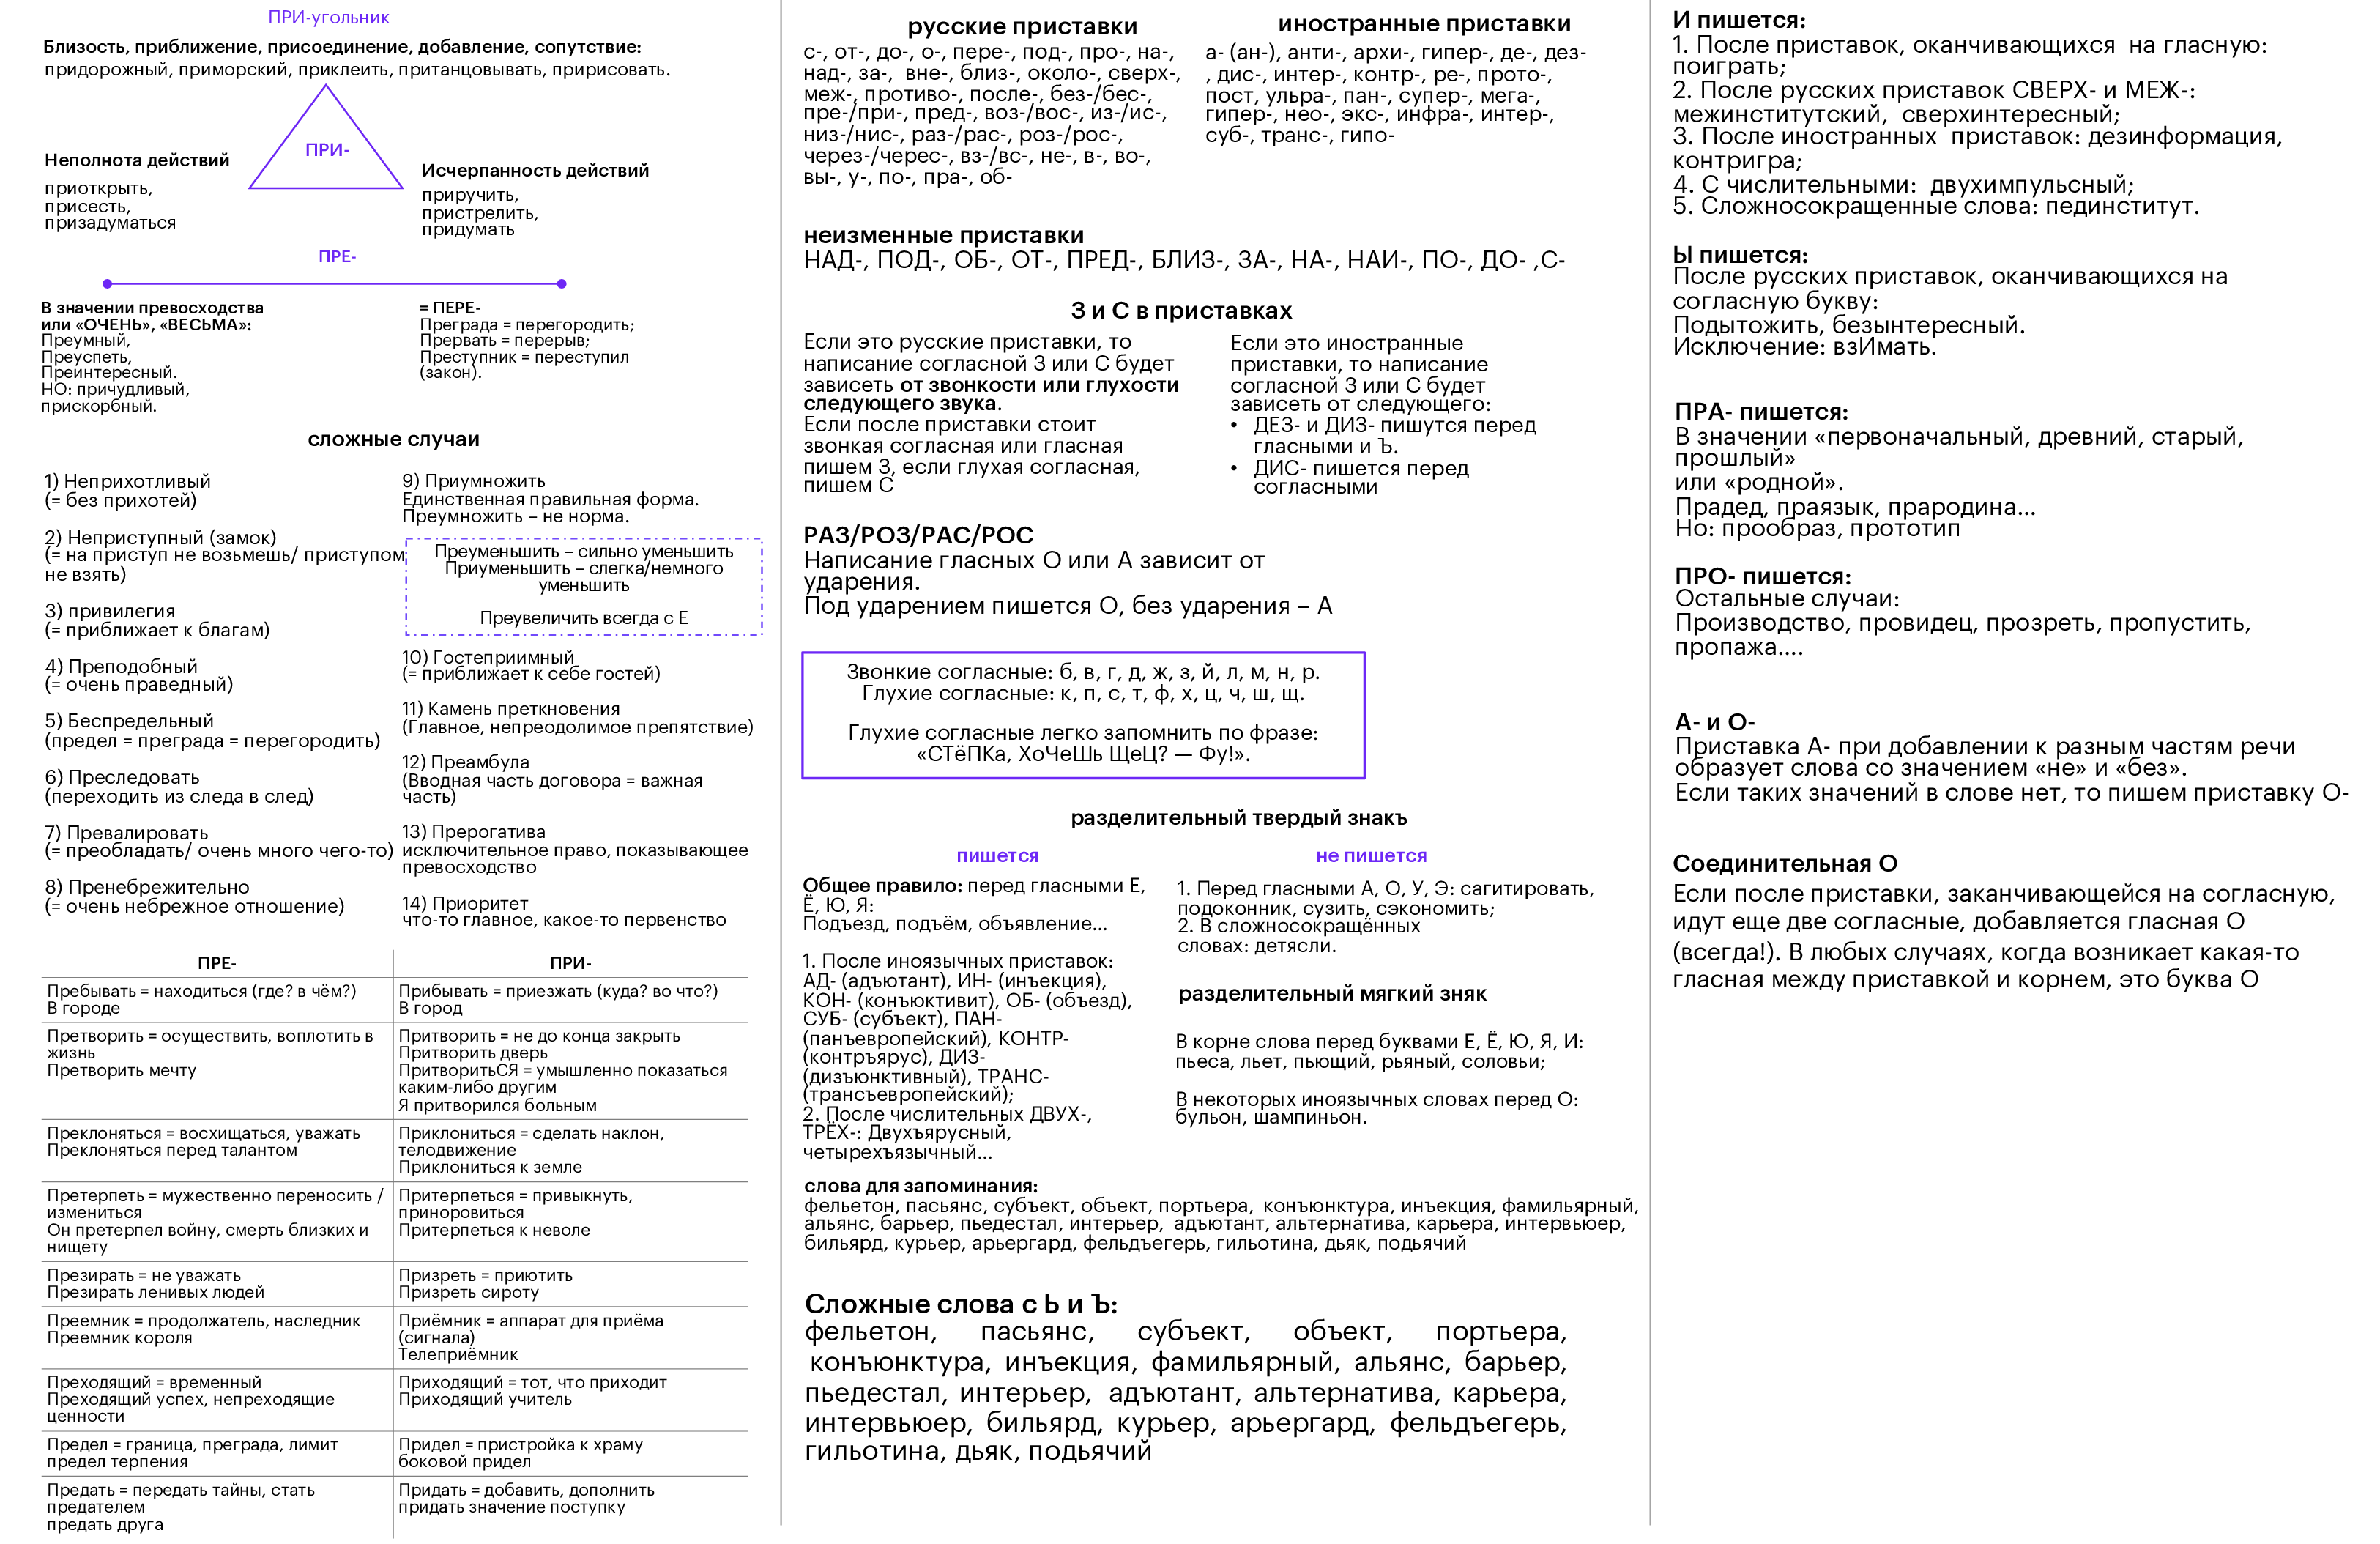 ПРИ-угольник
Близость, приближение, присоединение, добавление, сопутствие:
придорожный, приморский, приклеить, пританцовывать, пририсовать.
ПРИ-
Неполнота действий
приоткрыть,
присесть,
призадуматься
Исчерпанность действий
приручить,
пристрелить,
придумать
ПРЕ-
В значении превосходства
или «ОЧЕНЬ», «ВЕСЬМА»:
Преумный,
Преуспеть,
Преинтересный.
НО: причудливый,
прискорбный.
= ПЕРЕ-
Преграда = перегородить;
Прервать = перерыв;
Преступник = переступил
(закон).
сложные случаи
1) Неприхотливый
(= без прихотей)
2) Неприступный (замок)
(= на приступ не возьмешь/ приступом
не взять)
3) привилегия
(= приближает к благам)
4) Преподобный
(= очень праведный)
5) Беспредельный
(предел = преграда = перегородить)
6) Преследовать
(переходить из следа в след)
7) Превалировать
(= преобладать/ очень много чего-то)
8) Пренебрежительно
(= очень небрежное отношение)
9) Приумножить
Единственная правильная форма.
Преумножить – не норма.
Преуменьшить – сильно уменьшить
Приуменьшить – слегка/немного
уменьшить
Преувеличить всегда с Е
10) Гостеприимный
(= приближает к себе гостей)
11) Камень преткновения
(Главное, непреодолимое препятствие)
12) Преамбула
(Вводная часть договора = важная
часть)
13) Прерогатива
исключительное право, показывающее
превосходство
14) Приоритет
что-то главное, какое-то первенство
ПРЕ-
ПРИ-
Пребывать = находиться (где? в чём?)
В городе
Прибывать = приезжать (куда? во что?)
В город
Претворить = осуществить, воплотить в
жизнь
Претворить мечту
Притворить = не до конца закрыть
Притворить дверь
ПритворитьСЯ = умышленно показаться
каким-либо другим
Я притворился больным
Преклоняться = восхищаться, уважать
Преклоняться перед талантом
Приклониться = сделать наклон,
телодвижение
Приклониться к земле
Претерпеть = мужественно переносить /
измениться
Он претерпел войну, смерть близких и
нищету
Притерпеться = привыкнуть,
приноровиться
Притерпеться к неволе
Презирать = не уважать
Презирать ленивых людей
Призреть = приютить
Призреть сироту
Преемник = продолжатель, наследник
Преемник короля
Приёмник = аппарат для приёма
(сигнала)
Телеприёмник
Преходящий = временный
Преходящий успех, непреходящие
ценности
Приходящий = тот, что приходит
Приходящий учитель
Предел = граница, преграда, лимит
предел терпения
Придел = пристройка к храму
боковой придел
Предать = передать тайны, стать
предателем
предать друга
Придать = добавить, дополнить
придать значение поступку
русские приставки
с-, от-, до-, о-, пере-, под-, про-, на-,
над-, за-, вне-, близ-, около-, сверх-,
меж-, противо-, после-, без-/бес-,
пре-/при-, пред-, воз-/вос-, из-/ис-,
низ-/нис-, раз-/рас-, роз-/рос-,
через-/черес-, вз-/вс-, не-, в-, во-,
вы-, у-, по-, пра-, об-
иностранные приставки
а- (ан-), анти-, архи-, гипер-, де-, дез-
, дис-, интер-, контр-, ре-, прото-,
пост, ульра-, пан-, супер-, мега-,
гипер-, нео-, экс-, инфра-, интер-,
суб-, транс-, гипо-
неизменные приставки
НАД-, ПОД-, ОБ-, ОТ-, ПРЕД-, БЛИЗ-, ЗА-, НА-, НАИ-, ПО-, ДО- ,С-
З и С в приставках
Если это русские приставки, то
написание согласной З или С будет
зависеть от звонкости или глухости
следующего звука.
Если после приставки стоит
звонкая согласная или гласная
пишем З, если глухая согласная,
пишем С
Если это иностранные
приставки, то написание
согласной З или С будет
зависеть от следующего:
• ДЕЗ- и ДИЗ- пишутся перед
гласными и Ъ.
• ДИС- пишется перед
согласными
РАЗ/РОЗ/РАС/РОС
Написание гласных О или А зависит от
ударения.
Под ударением пишется О, без ударения – А
Звонкие согласные: б, в, г, д, ж, з, й, л, м, н, р.
Глухие согласные: к, п, с, т, ф, х, ц, ч, ш, щ.
Глухие согласные легко запомнить по фразе:
«СТёПКа, ХоЧеШь ЩеЦ? — Фу!».
разделительный твердый знакъ
пишется
Общее правило: перед гласными Е,
Ё, Ю, Я:
Подъезд, подъём, объявление...
1. После иноязычных приставок:
АД- (адъютант), ИН- (инъекция),
КОН- (конъюктивит), ОБ- (объезд),
СУБ- (субъект), ПАН-
(панъевропейский), КОНТР-
(контръярус), ДИЗ-
(дизъюнктивный), ТРАНС-
(трансъевропейский);
2. После числительных ДВУХ-,
ТРЁХ-: Двухъярусный,
четырехъязычный...
не пишется
1. Перед гласными А, О, У, Э: сагитировать,
подоконник, сузить, сэкономить;
2. В сложносокращённых
словах: детясли.
разделительный мягкий зняк
В корне слова перед буквами Е, Ё, Ю, Я, И:
пьеса, льет, пьющий, рьяный, соловьи;
В некоторых иноязычных словах перед О:
бульон, шампиньон.
слова для запоминания:
фельетон, пасьянс, субъект, объект, портьера, конъюнктура, инъекция, фамильярный,
альянс, барьер, пьедестал, интерьер, адъютант, альтернатива, карьера, интервьюер,
бильярд, курьер, арьергард, фельдъегерь, гильотина, дьяк, подьячий
Сложные слова с Ь и Ъ:
фельетон, пасьянс, субъект, объект, портьера,
конъюнктура, инъекция, фамильярный, альянс, барьер,
пьедестал, интерьер, адъютант, альтернатива, карьера,
интервьюер, бильярд, курьер, арьергард, фельдъегерь,
гильотина, дьяк, подьячий
И пишется:
1. После приставок, оканчивающихся на гласную:
поиграть;
2. После русских приставок СВЕРХ- и МЕЖ-:
межинститутский, сверхинтересный;
3. После иностранных приставок: дезинформация,
контригра;
4. С числительными: двухимпульсный;
5. Сложносокращенные слова: пединститут.
Ы пишется:
После русских приставок, оканчивающихся на
согласную букву:
Подытожить, безынтересный.
Исключение: взИмать.
ПРА- пишется:
В значении «первоначальный, древний, старый,
прошлый»
или «родной».
Прадед, праязык, прародина...
Но: прообраз, прототип
ПРО- пишется:
Остальные случаи:
Производство, провидец, прозреть, пропустить,
пропажа....
А- и О-
Приставка А- при добавлении к разным частям речи
образует слова со значением «не» и «без».
Если таких значений в слове нет, то пишем приставку О-
Соединительная О
Если после приставки, заканчивающейся на согласную,
идут еще две согласные, добавляется гласная О
(всегда!). В любых случаях, когда возникает какая-то
гласная между приставкой и корнем, это буква О